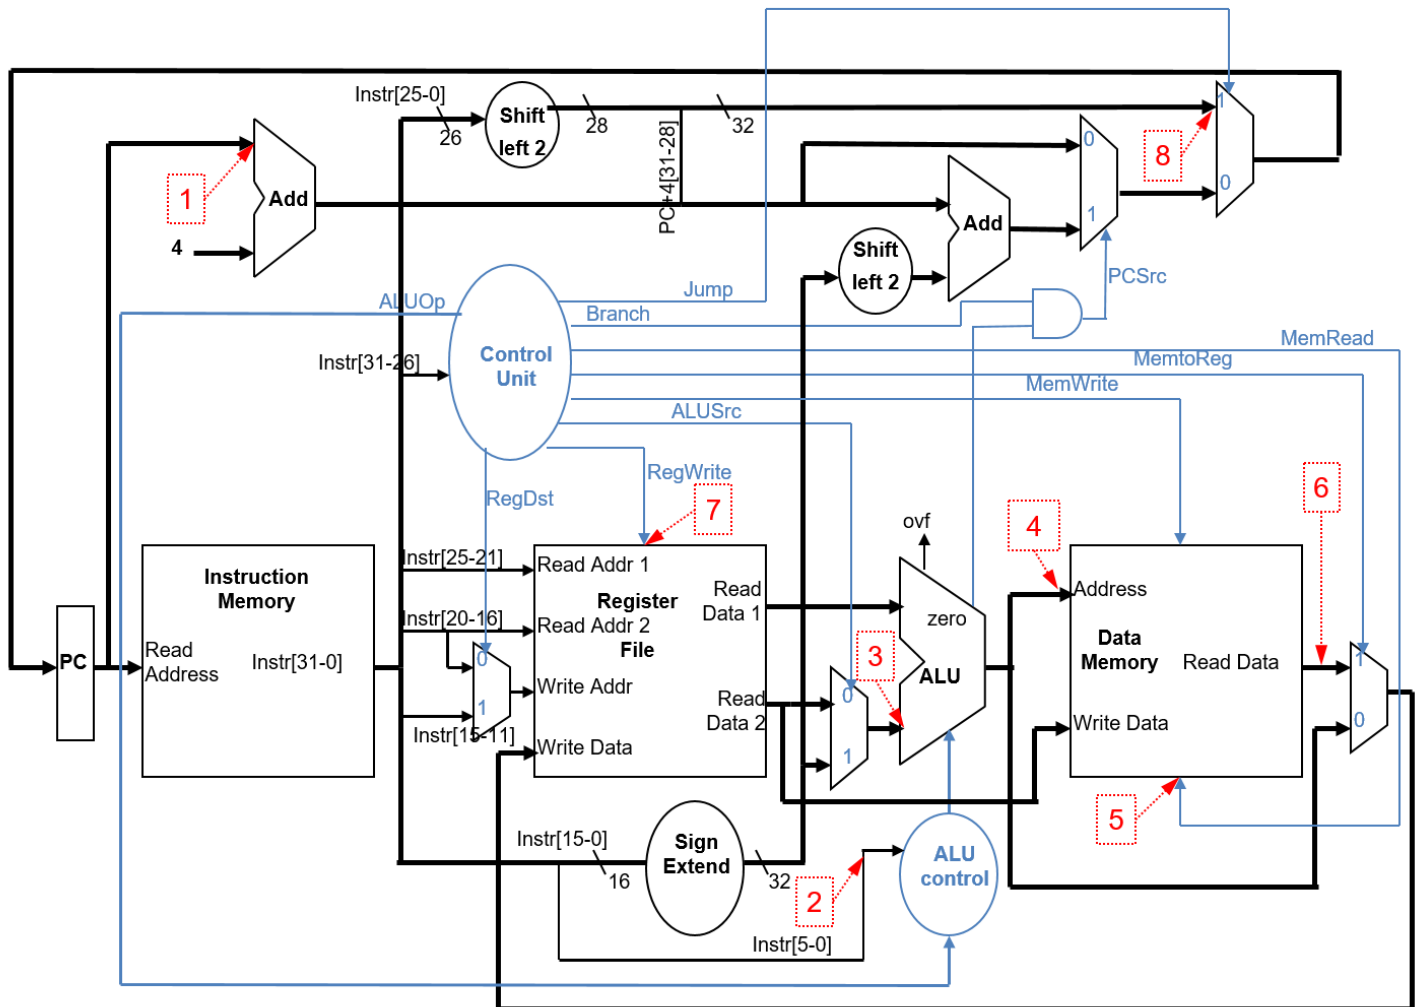 Instr[25-0]
26
Shift
left 2
28
32
PC+4[31-28]
1
0
8
1
Add
4
0
1
Add
Shift
left 2
PCSrc
Jump
ALUOp
Branch
Control
Unit
Instr[31-26]
MemRead
MemtoReg
MemWrite
ALUSrc
RegWrite
RegDst
7
6
4
ovf
Instruction
Memory
Read
Address
Instr[31-0]
PC
Instr[25-21]
Instr[20-16]
Instr[15-11]
0
1
Read Addr 1
Register
File
Read Addr 2
Write Addr
Write Data
Read
Data 1
Read
Data 2
0
1
3
zero
ALU
Address
Data
Memory
Read Data
Write Data
1
0
5
Instr[15-0]
16
Sign
Extend
32
2
ALU
control
Instr[5-0]